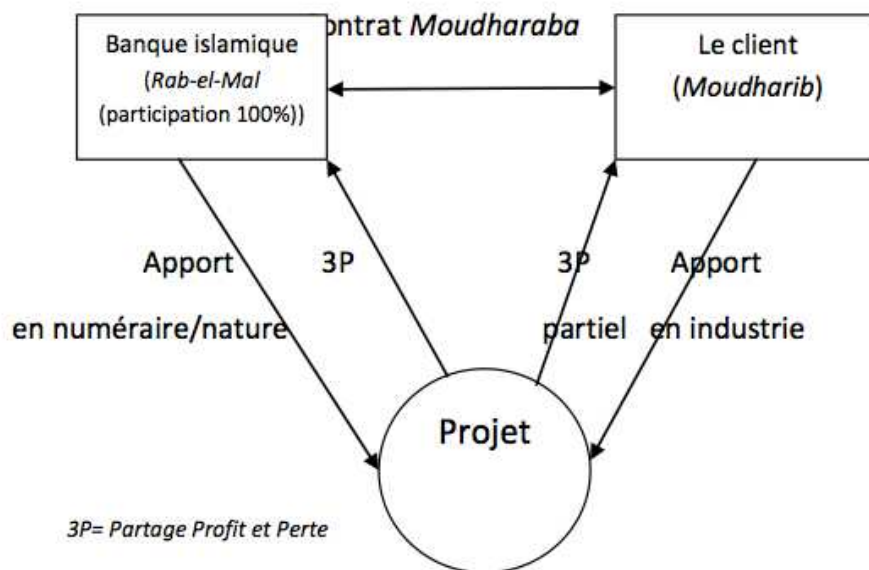 ontrat Moudharaba
Banque islamique
(Rab-el-Mal
(participation 100%))
Le client
(Moudharib)
Apport
3P
3P
Apport
en numéraire/nature
partiel
en industrie
Projet
3P= Partage Profit et Perte